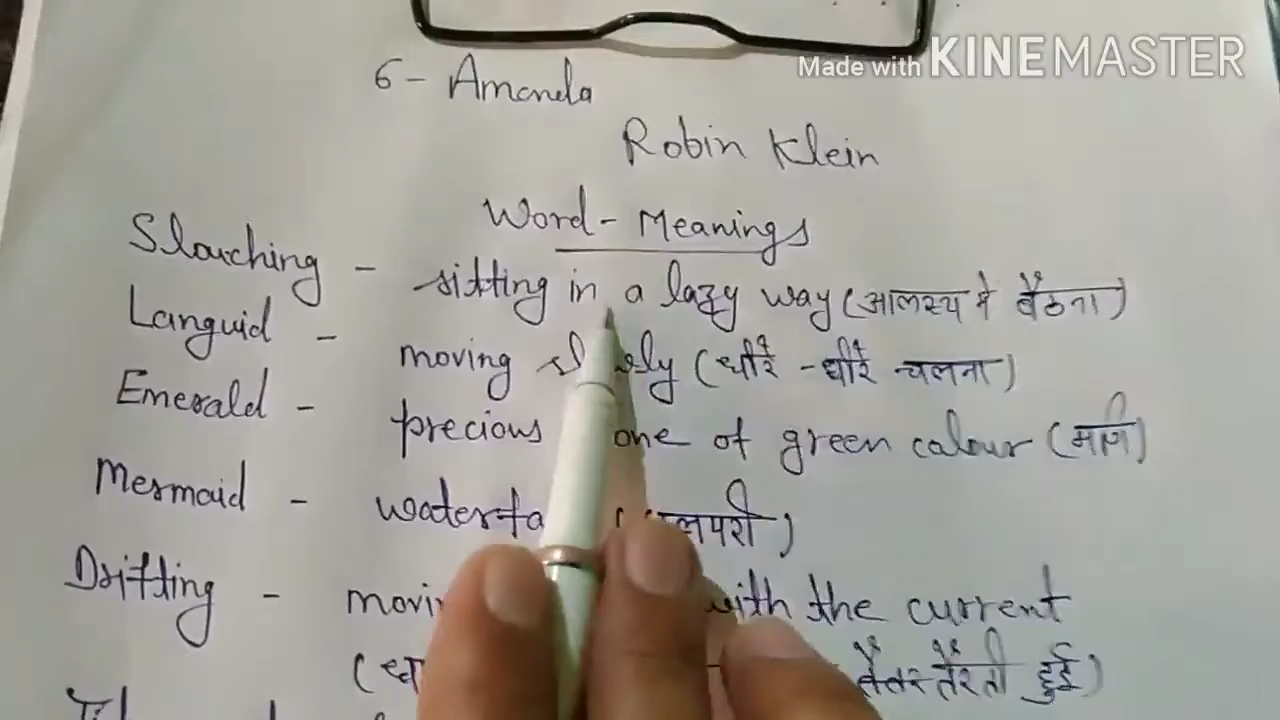 Made with KINEMASTER
6- Amanda
Robin Klein
Word- Meanings
Slouching - sitting in a lazy way (आलस्य मे बैठना)
Languid - moving (धीरे -धीरे चलना)
Emerald - precious of green colour (मणि)
Mermaid -
Drifting - with the current
तैरती हुई)